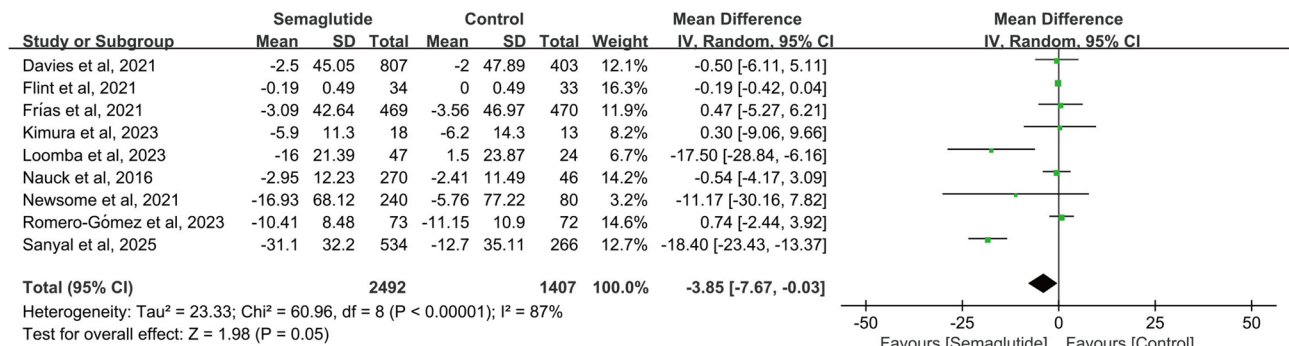 Semaglutide Control Mean Difference Mean Difference
Study or Subgroup Mean SD Total Mean SD Total Weight IV, Random, 95% CI IV, Random, 95% CI
Davies et al, 2021 -2.5 45.05 807 -2 47.89 403 12.1% -0.50 [-6.11, 5.11]
Flint et al, 2021 -0.19 0.49 34 0 0.49 33 16.3% -0.19 [-0.42, 0.04]
Frías et al, 2021 -3.09 42.64 469 -3.56 46.97 470 11.9% 0.47 [-5.27, 6.21]
Kimura et al, 2023 -5.9 11.3 18 -6.2 14.3 13 8.2% 0.30 [-9.06, 9.66]
Loomba et al, 2023 -16 21.39 47 1.5 23.87 24 6.7% -17.50 [-28.84, -6.16]
Nauck et al, 2016 -2.95 12.23 270 -2.41 11.49 46 14.2% -0.54 [-4.17, 3.09]
Newsome et al, 2021 -16.93 68.12 240 -5.76 77.22 80 3.2% -11.17 [-30.16, 7.82]
Romero-Gómez et al, 2023 -10.41 8.48 73 -11.15 10.9 72 14.6% 0.74 [-2.44, 3.92]
Sanyal et al, 2025 -31.1 32.2 534 -12.7 35.11 266 12.7% -18.40 [-23.43, -13.37]
Total (95% CI) 2492 1407 100.0% -3.85 [-7.67, -0.03]
Heterogeneity: Tau² = 23.33; Chi² = 60.96, df = 8 (P < 0.00001); I² = 87%
Test for overall effect: Z = 1.98 (P = 0.05)
-50 -25 0 25 50
Favours [Semaglutide] Favours [Control]